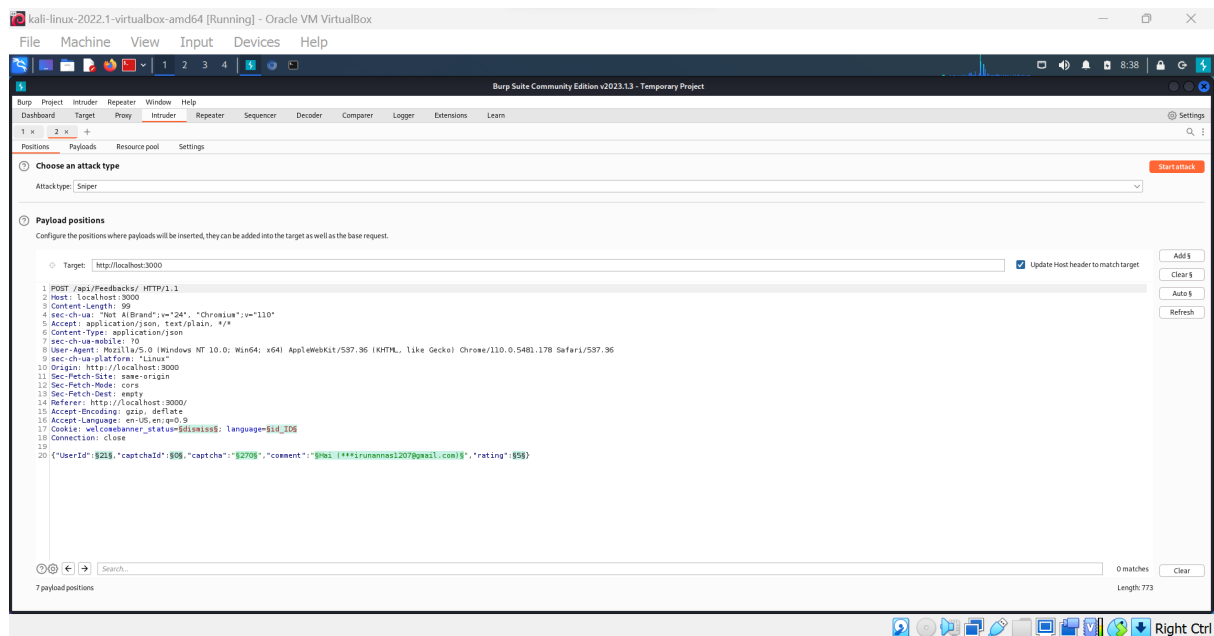 kali-linux-2022.1-virtualbox-amd64 [Running] - Oracle VM VirtualBox
File Machine View Input Devices Help
1 2 3 4 8:38
Burp Suite Community Edition v2023.1.3 - Temporary Project
Burp Project Intruder Repeater Window Help
Dashboard Target Proxy Intruder Repeater Sequencer Decoder Comparer Logger Extensions Learn Settings
1 × 2 × +
Positions Payloads Resource pool Settings
? Choose an attack type Start attack
Attack type: Sniper
? Payload positions
Configure the positions where payloads will be inserted, they can be added into the target as well as the base request.
Target: http://localhost:3000 Update Host header to match target Add §
Clear §
Auto §
Refresh
1 POST /api/Feedbacks/ HTTP/1.1
2 Host: localhost:3000
3 Content-Length: 99
4 sec-ch-ua: "Not A(Brand";v="24", "Chromium";v="110"
5 Accept: application/json, text/plain, */*
6 Content-Type: application/json
7 sec-ch-ua-mobile: ?0
8 User-Agent: Mozilla/5.0 (Windows NT 10.0; Win64; x64) AppleWebKit/537.36 (KHTML, like Gecko) Chrome/110.0.5481.178 Safari/537.36
9 sec-ch-ua-platform: "Linux"
10 Origin: http://localhost:3000
11 Sec-Fetch-Site: same-origin
12 Sec-Fetch-Mode: cors
13 Sec-Fetch-Dest: empty
14 Referer: http://localhost:3000/
15 Accept-Encoding: gzip, deflate
16 Accept-Language: en-US,en;q=0.9
17 Cookie: welcomebanner_status=§dismiss§; language=§id_ID§
18 Connection: close
19
20 {"UserId":§21§,"captchaId":§0§,"captcha":"§270§","comment":"§Hai (***irunannas1207@gmail.com)§","rating":§5§}
? Search... 0 matches Clear
7 payload positions Length: 773
Right Ctrl